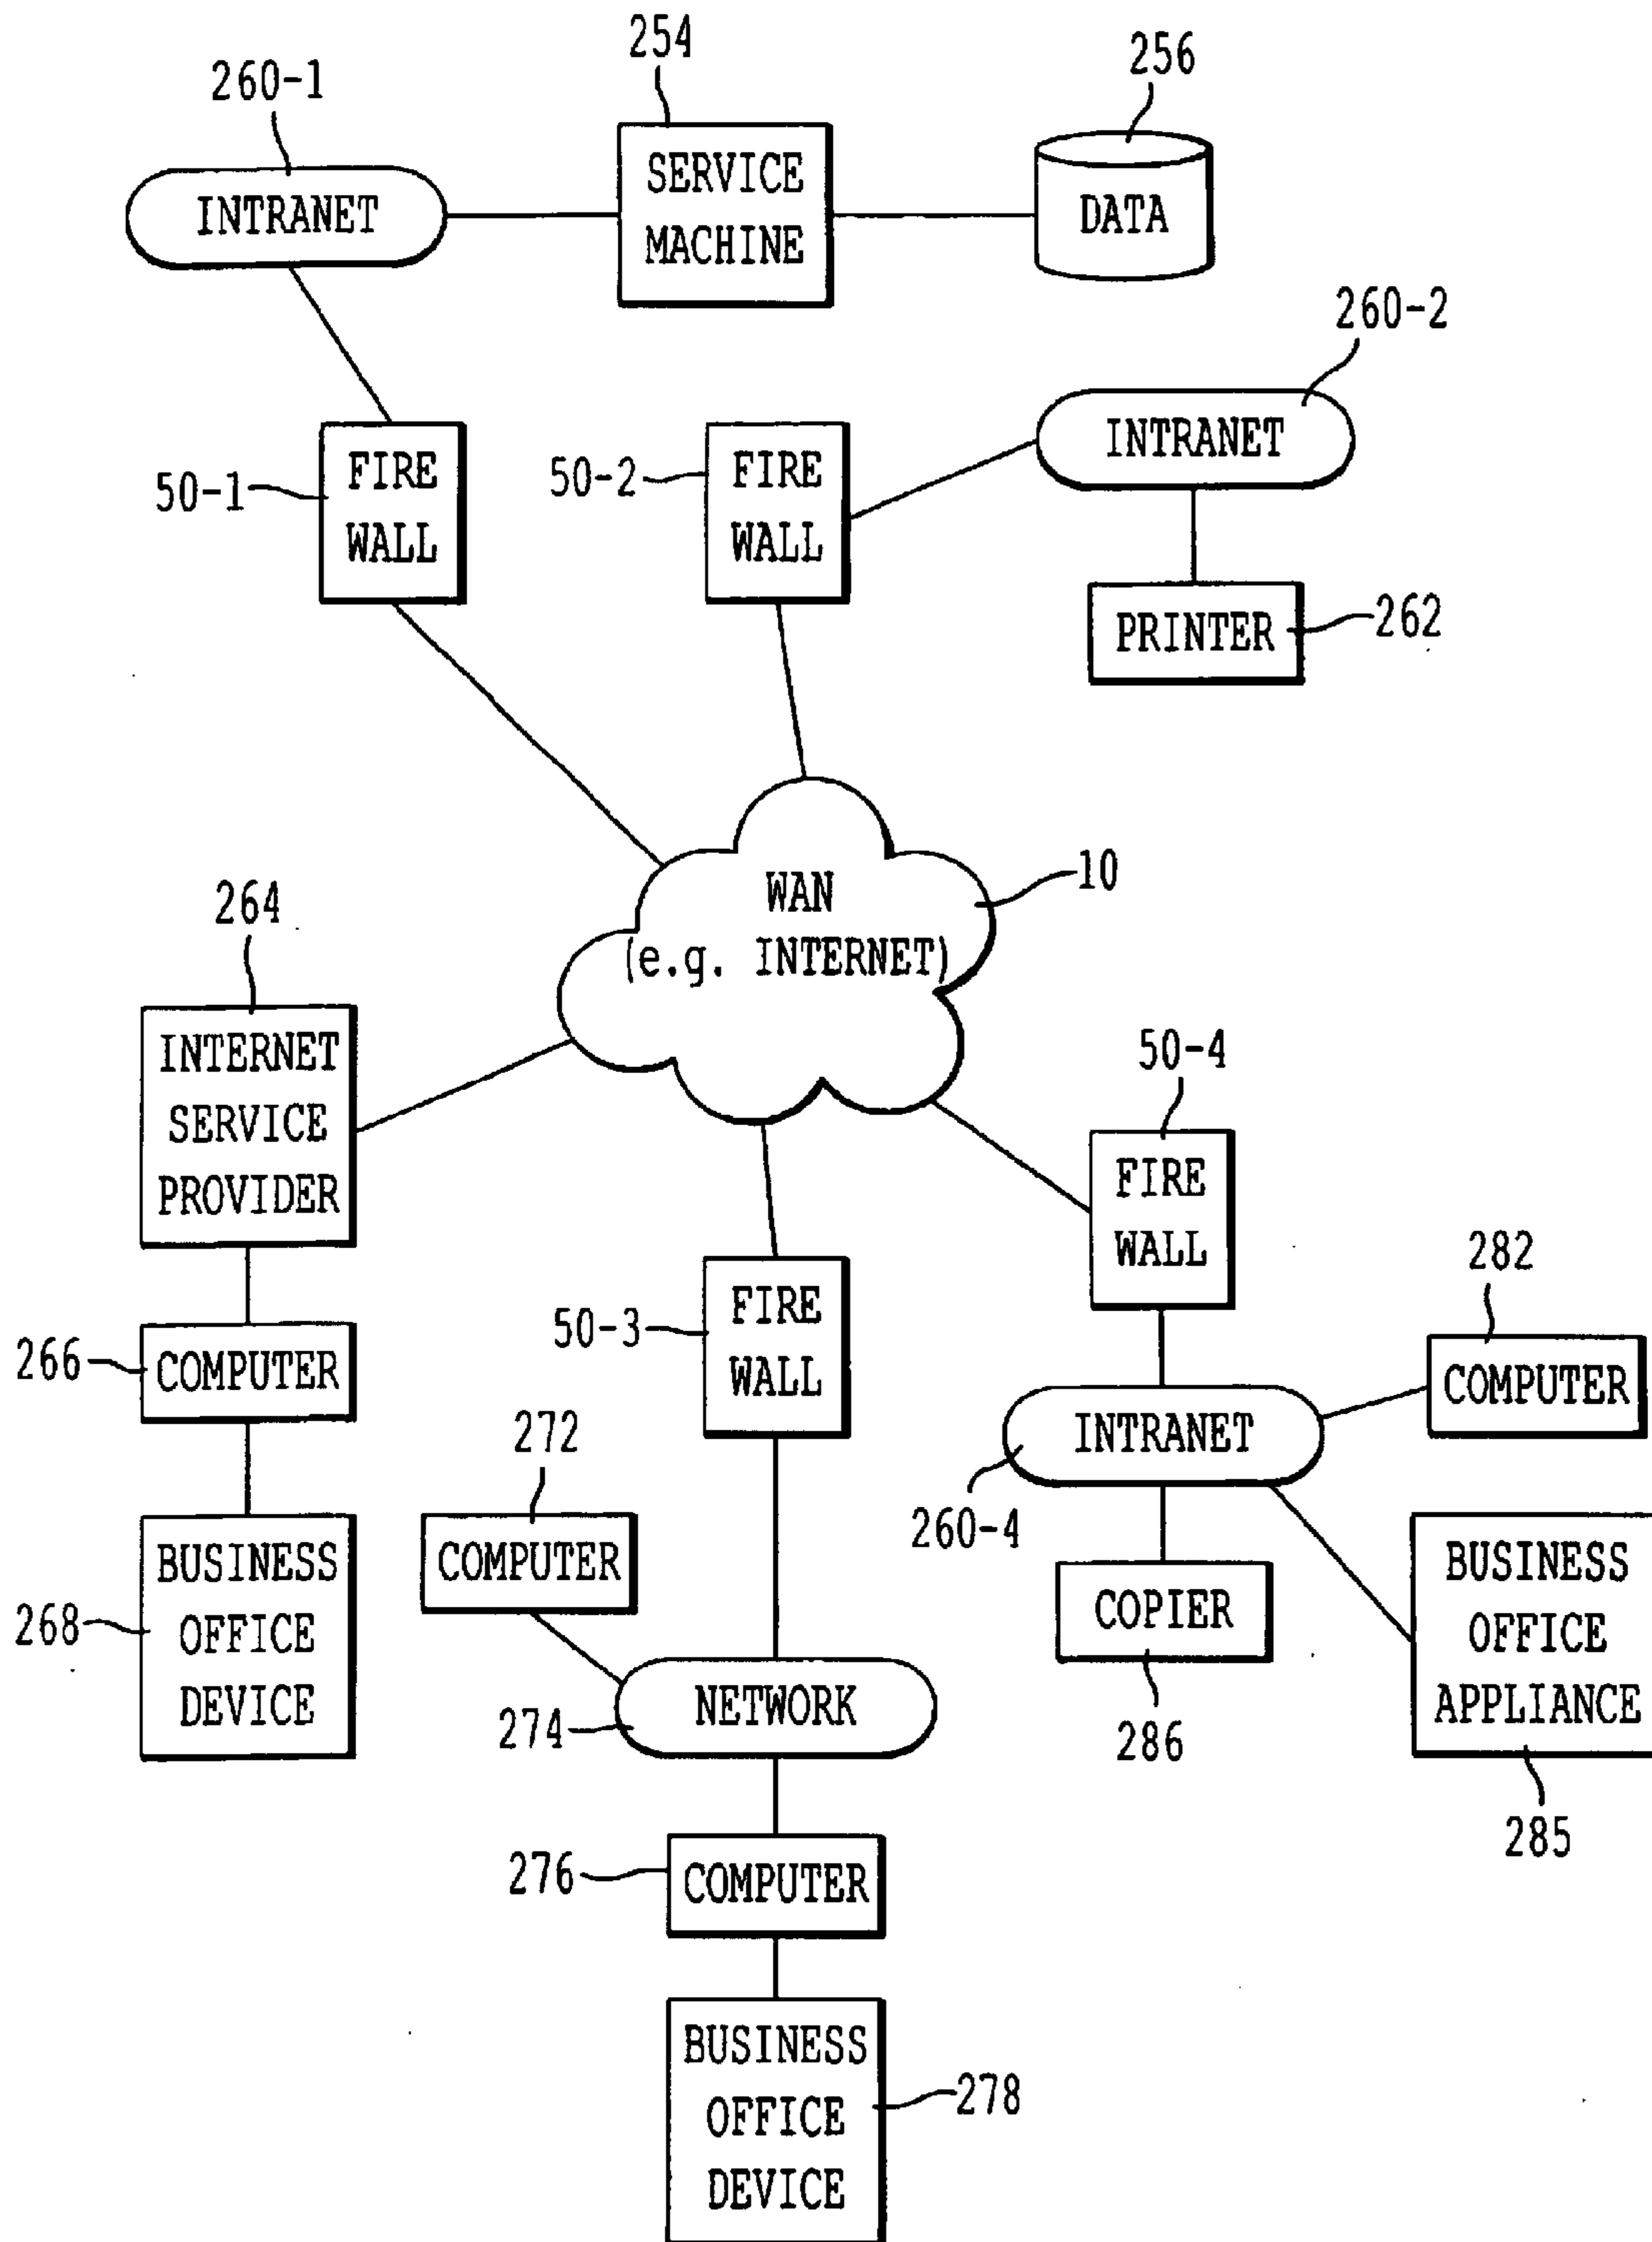 254
256
260-1
INTRANET
SERVICE
MACHINE
DATA
260-2
INTRANET
50-1
FIRE
WALL
50-2
FIRE
WALL
PRINTER
262
WAN
(e.g. INTERNET)
10
264
INTERNET
SERVICE
PROVIDER
50-4
FIRE
WALL
50-3
FIRE
WALL
282
COMPUTER
266
COMPUTER
INTRANET
260-4
272
COMPUTER
268
BUSINESS
OFFICE
DEVICE
COPIER
286
BUSINESS
OFFICE
APPLIANCE
285
NETWORK
274
276
COMPUTER
BUSINESS
OFFICE
DEVICE
278